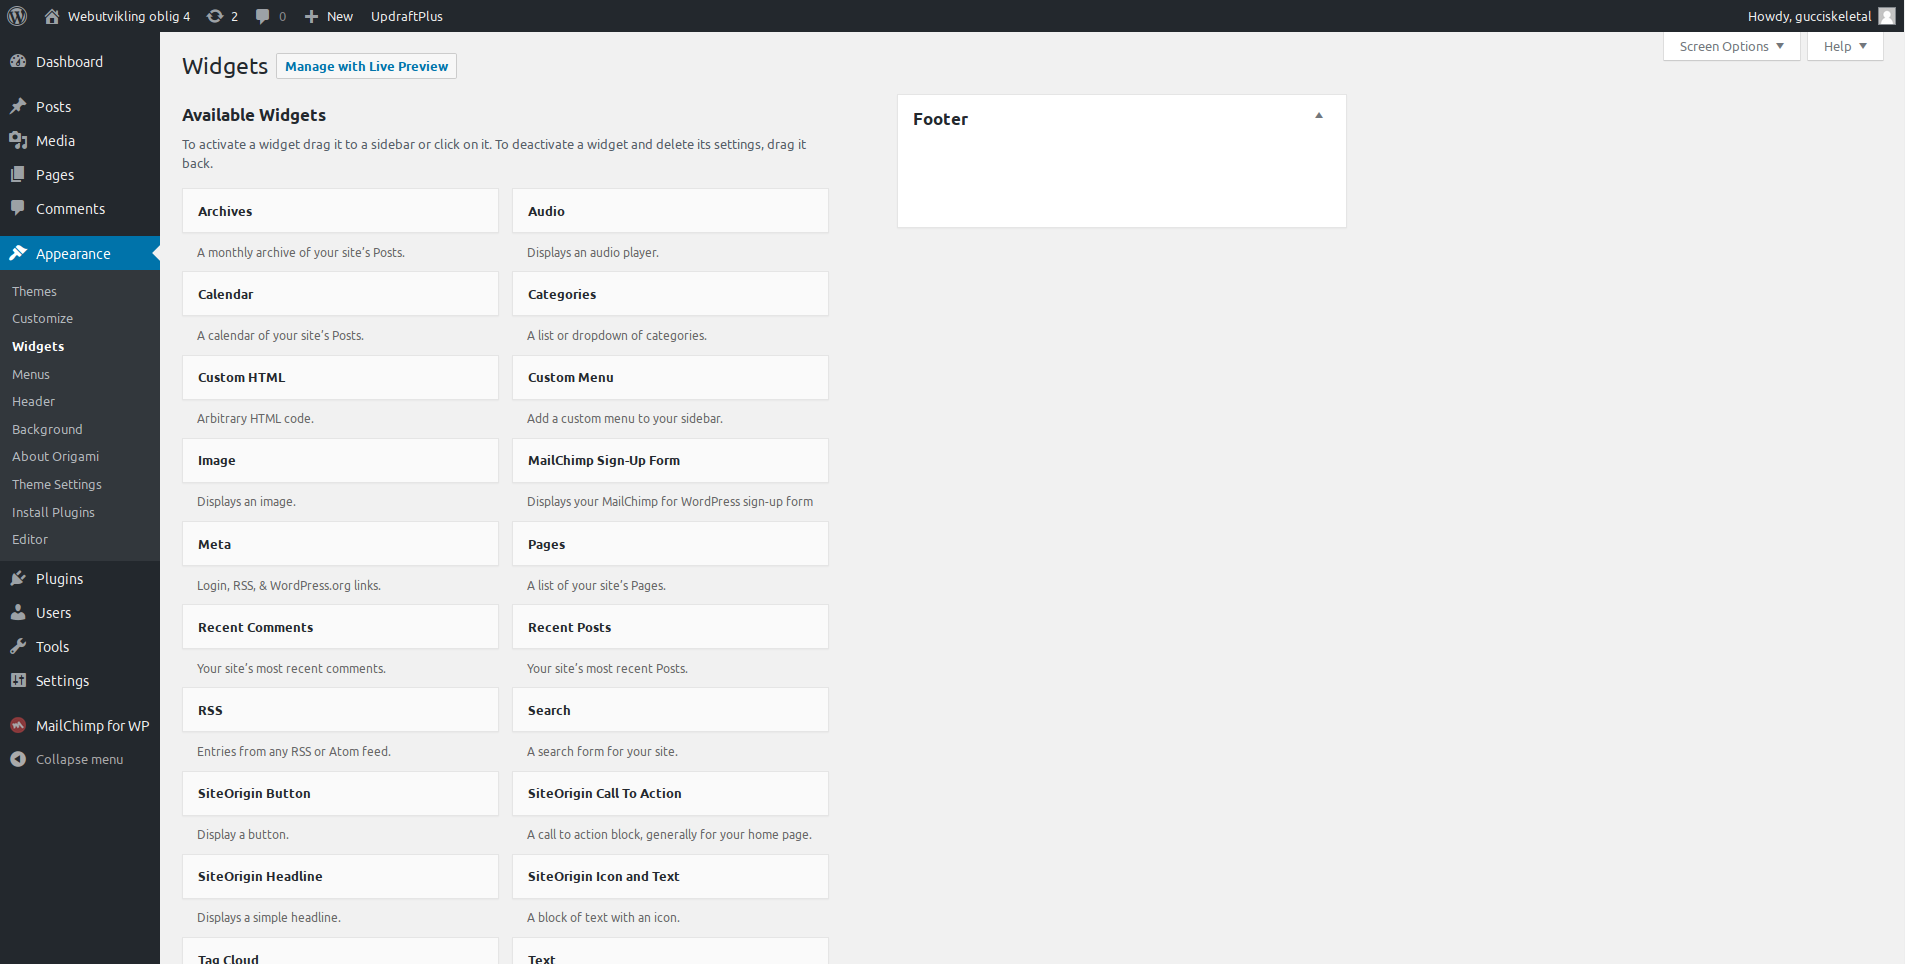 Webutvikling oblig 4 2 0 New UpdraftPlus Howdy, gucciskeletal
Screen Options Help
Dashboard
Posts
Media
Pages
Comments
Appearance
Themes
Customize
Widgets
Menus
Header
Background
About Origami
Theme Settings
Install Plugins
Editor
Plugins
Users
Tools
Settings
MailChimp for WP
Collapse menu
Widgets Manage with Live Preview
Available Widgets
To activate a widget drag it to a sidebar or click on it. To deactivate a widget and delete its settings, drag it
back.
Archives Audio
A monthly archive of your site’s Posts. Displays an audio player.
Calendar Categories
A calendar of your site’s Posts. A list or dropdown of categories.
Custom HTML Custom Menu
Arbitrary HTML code. Add a custom menu to your sidebar.
Image MailChimp Sign-Up Form
Displays an image. Displays your MailChimp for WordPress sign-up form
Meta Pages
Login, RSS, & WordPress.org links. A list of your site’s Pages.
Recent Comments Recent Posts
Your site’s most recent comments. Your site’s most recent Posts.
RSS Search
Entries from any RSS or Atom feed. A search form for your site.
SiteOrigin Button SiteOrigin Call To Action
Display a button. A call to action block, generally for your home page.
SiteOrigin Headline SiteOrigin Icon and Text
Displays a simple headline. A block of text with an icon.
Tag Cloud Text
Footer